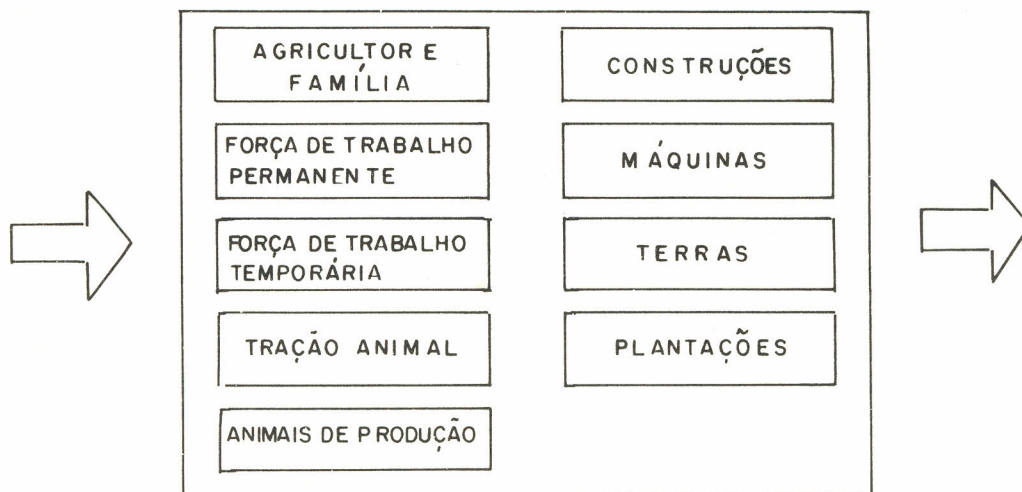 AGRICULTOR E
FAMÍLIA
FORÇA DE TRABALHO
PERMANENTE
FORÇA DE TRABALHO
TEMPORÁRIA
TRAÇÃO ANIMAL
ANIMAIS DE PRODUÇÃO
CONSTRUÇÕES
MÁQUINAS
TERRAS
PLANTAÇÕES